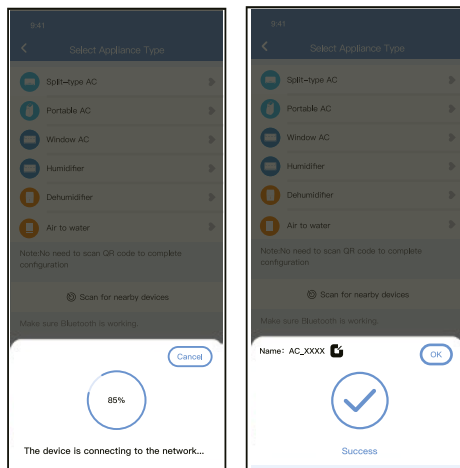 9:41
Select Appliance Type
Split-type AC
Portable AC
Window AC
Humidifier
Dehumidifier
Air to water
Note:No need to scan QR code to complete
configuration
Scan for nearby devices
Make sure Bluetooth is working.
Cancel
85%
The device is connecting to the network...
9:41
Select Appliance Type
Split-type AC
Portable AC
Window AC
Humidifier
Dehumidifier
Air to water
Note:No need to scan QR code to complete
configuration
Scan for nearby devices
Make sure Bluetooth is working.
Name: AC_XXXX
OK
Success